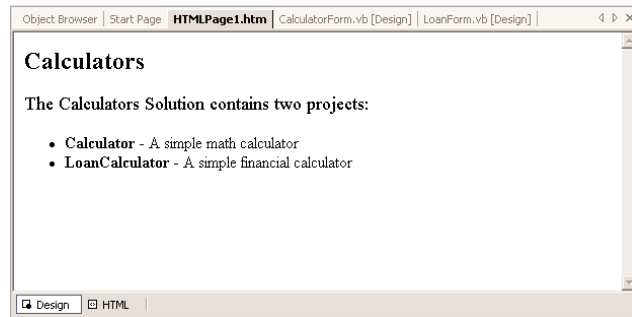 Object Browser Start Page HTMLPage1.htm CalculatorForm.vb [Design] LoanForm.vb [Design]
Calculators
The Calculators Solution contains two projects:
• Calculator - A simple math calculator
• LoanCalculator - A simple financial calculator
Design HTML